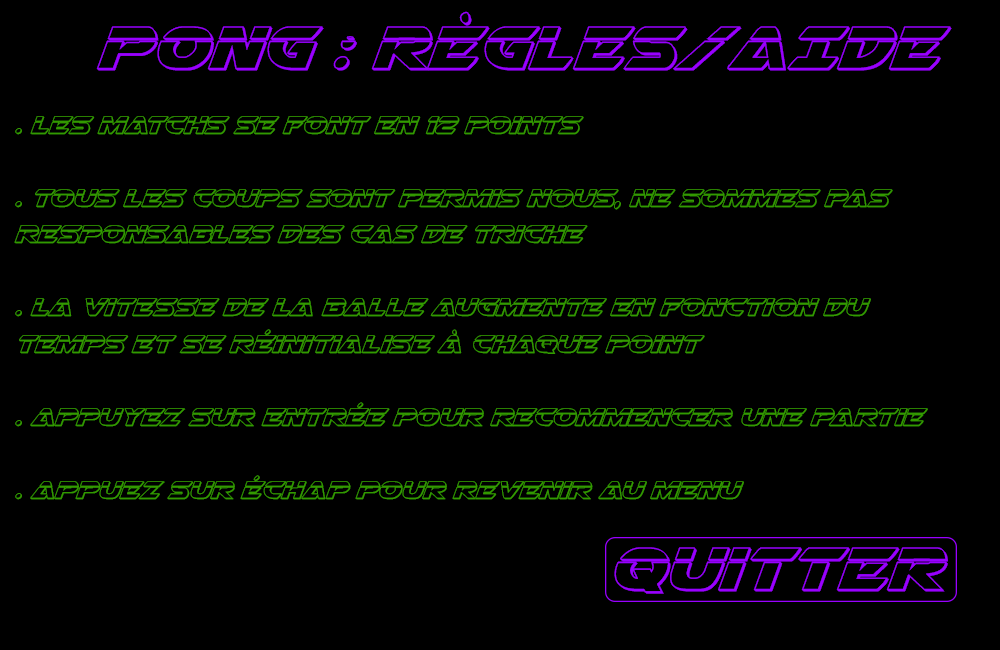 PONG : RÈGLES/AIDE
. LES MATCHS SE FONT EN 12 POINTS
. TOUS LES COUPS SONT PERMIS NOUS, NE SOMMES PAS
RESPONSABLES DES CAS DE TRICHE
. LA VITESSE DE LA BALLE AUGMENTE EN FONCTION DU
TEMPS ET SE RÉINITIALISE À CHAQUE POINT
. APPUYEZ SUR ENTRÉE POUR RECOMMENCER UNE PARTIE
. APPUEZ SUR ÉCHAP POUR REVENIR AU MENU
QUITTER